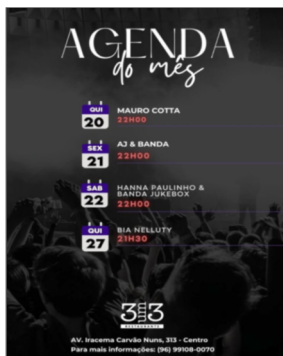 AGENDA
do mês
QUI
20
MAURO COTTA
22H00
SEX
21
AJ & BANDA
22H00
SAB
22
HANNA PAULINHO &
BANDA JUKEBOX
22H00
QUI
27
BIA NELLUTY
21H30
RESTAURANTE
AV. Iracema Carvão Nuns, 313 - Centro
Para mais informações: (96) 99108-0070